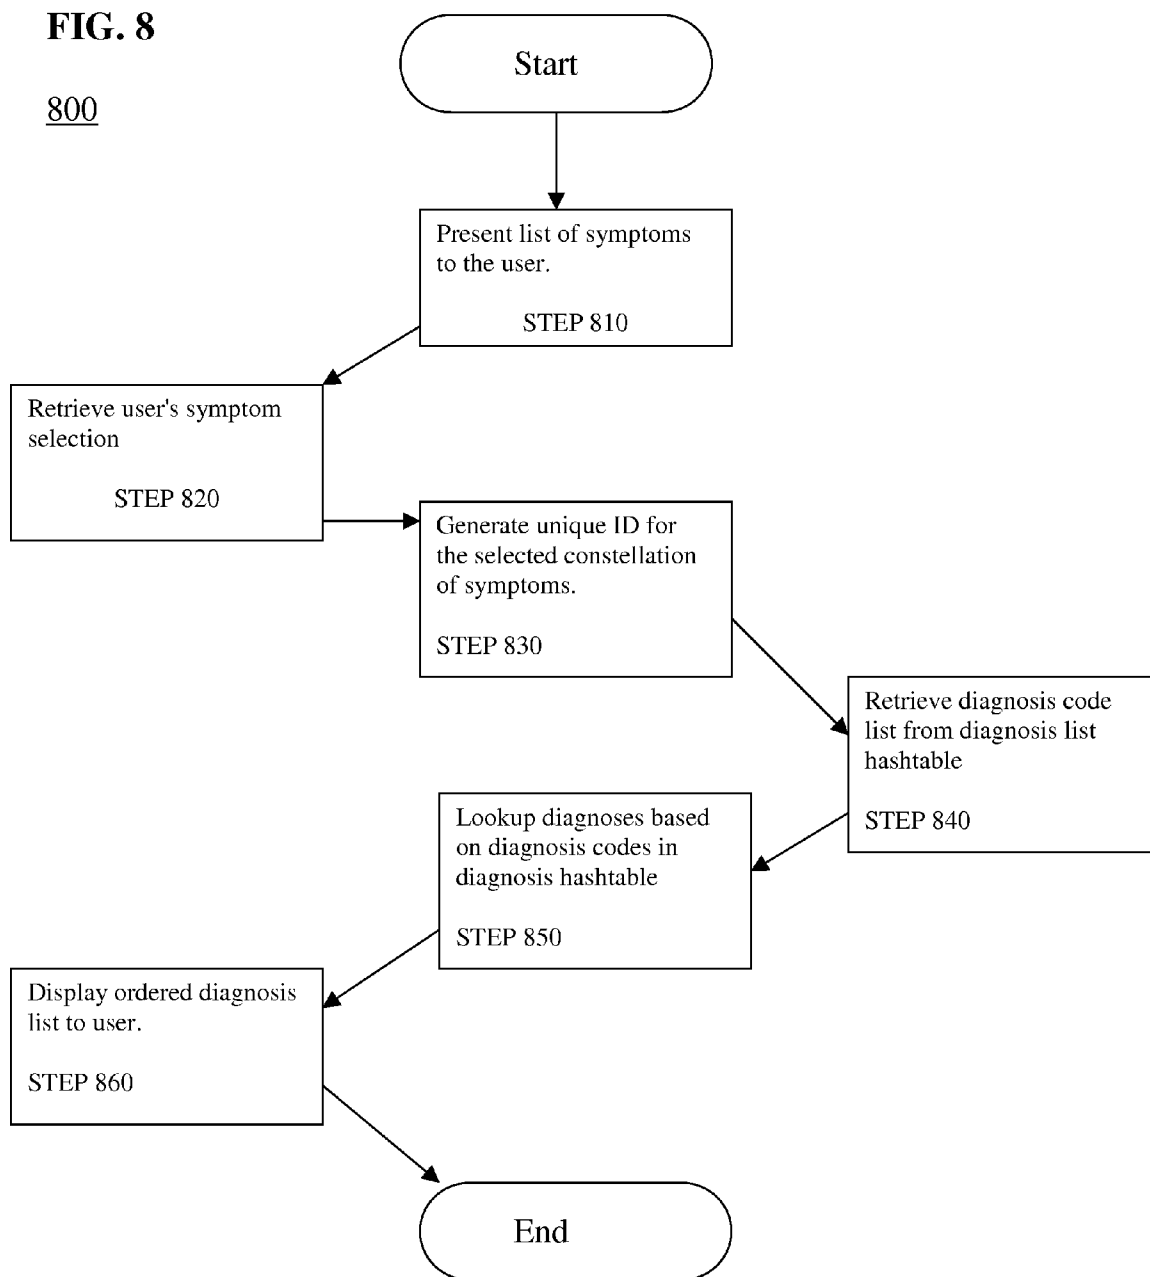 FIG. 8
800
Start
Present list of symptoms
to the user.
STEP 810
Retrieve user's symptom
selection
STEP 820
Generate unique ID for
the selected constellation
of symptoms.
STEP 830
Retrieve diagnosis code
list from diagnosis list
hashtable
STEP 840
Lookup diagnoses based
on diagnosis codes in
diagnosis hashtable
STEP 850
Display ordered diagnosis
list to user.
STEP 860
End